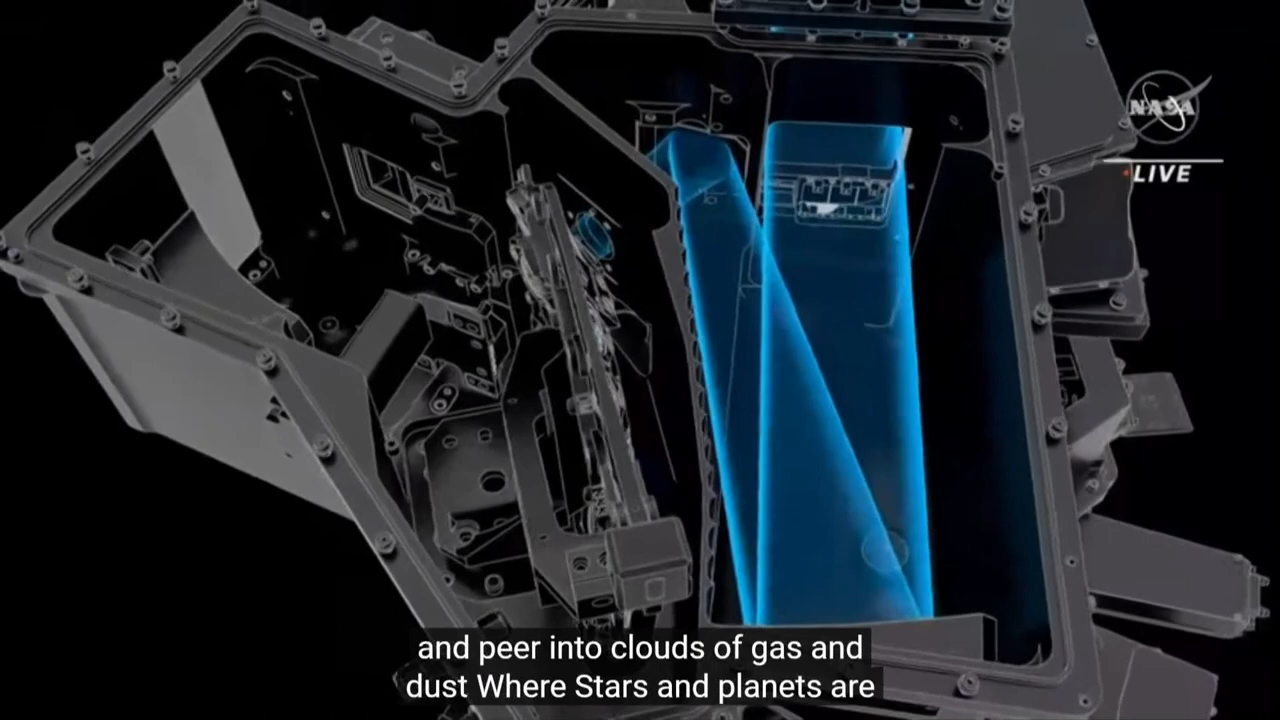 NASA
LIVE
and peer into clouds of gas and
dust Where Stars and planets are